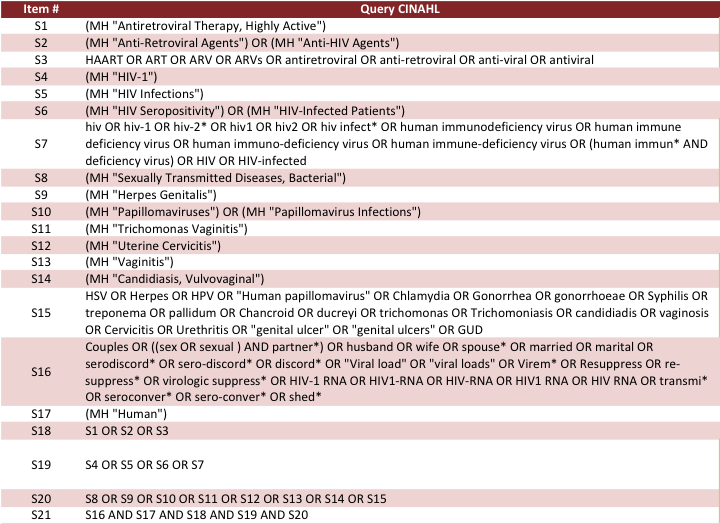 Item # Query CINAHL
S1 (MH "Antiretroviral Therapy, Highly Active")
S2 (MH "Anti-Retroviral Agents") OR (MH "Anti-HIV Agents")
S3 HAART OR ART OR ARV OR ARVs OR antiretroviral OR anti-retroviral OR anti-viral OR antiviral
S4 (MH "HIV-1")
S5 (MH "HIV Infections")
S6 (MH "HIV Seropositivity") OR (MH "HIV-Infected Patients")
hiv OR hiv-1 OR hiv-2* OR hiv1 OR hiv2 OR hiv infect* OR human immunodeficiency virus OR human immune
S7 deficiency virus OR human immuno-deficiency virus OR human immune-deficiency virus OR (human immun* AND
deficiency virus) OR HIV OR HIV-infected
S8 (MH "Sexually Transmitted Diseases, Bacterial")
S9 (MH "Herpes Genitalis")
S10 (MH "Papillomaviruses") OR (MH "Papillomavirus Infections")
S11 (MH "Trichomonas Vaginitis")
S12 (MH "Uterine Cervicitis")
S13 (MH "Vaginitis")
S14 (MH "Candidiasis, Vulvovaginal")
HSV OR Herpes OR HPV OR "Human papillomavirus" OR Chlamydia OR Gonorrhea OR gonorrhoeae OR Syphilis OR
S15 treponema OR pallidum OR Chancroid OR ducreyi OR trichomonas OR Trichomoniasis OR candidiadis OR vaginosis
OR Cervicitis OR Urethritis OR "genital ulcer" OR "genital ulcers" OR GUD
Couples OR ((sex OR sexual ) AND partner*) OR husband OR wife OR spouse* OR married OR marital OR
serodiscord* OR sero-discord* OR discord* OR "Viral load" OR "viral loads" OR Virem* OR Resuppress OR re-
S16 suppress* OR virologic suppress* OR HIV-1 RNA OR HIV1-RNA OR HIV-RNA OR HIV1 RNA OR HIV RNA OR transmi*
OR seroconver* OR sero-conver* OR shed*
S17 (MH "Human")
S18 S1 OR S2 OR S3
S19 S4 OR S5 OR S6 OR S7
S20 S8 OR S9 OR S10 OR S11 OR S12 OR S13 OR S14 OR S15
S21 S16 AND S17 AND S18 AND S19 AND S20